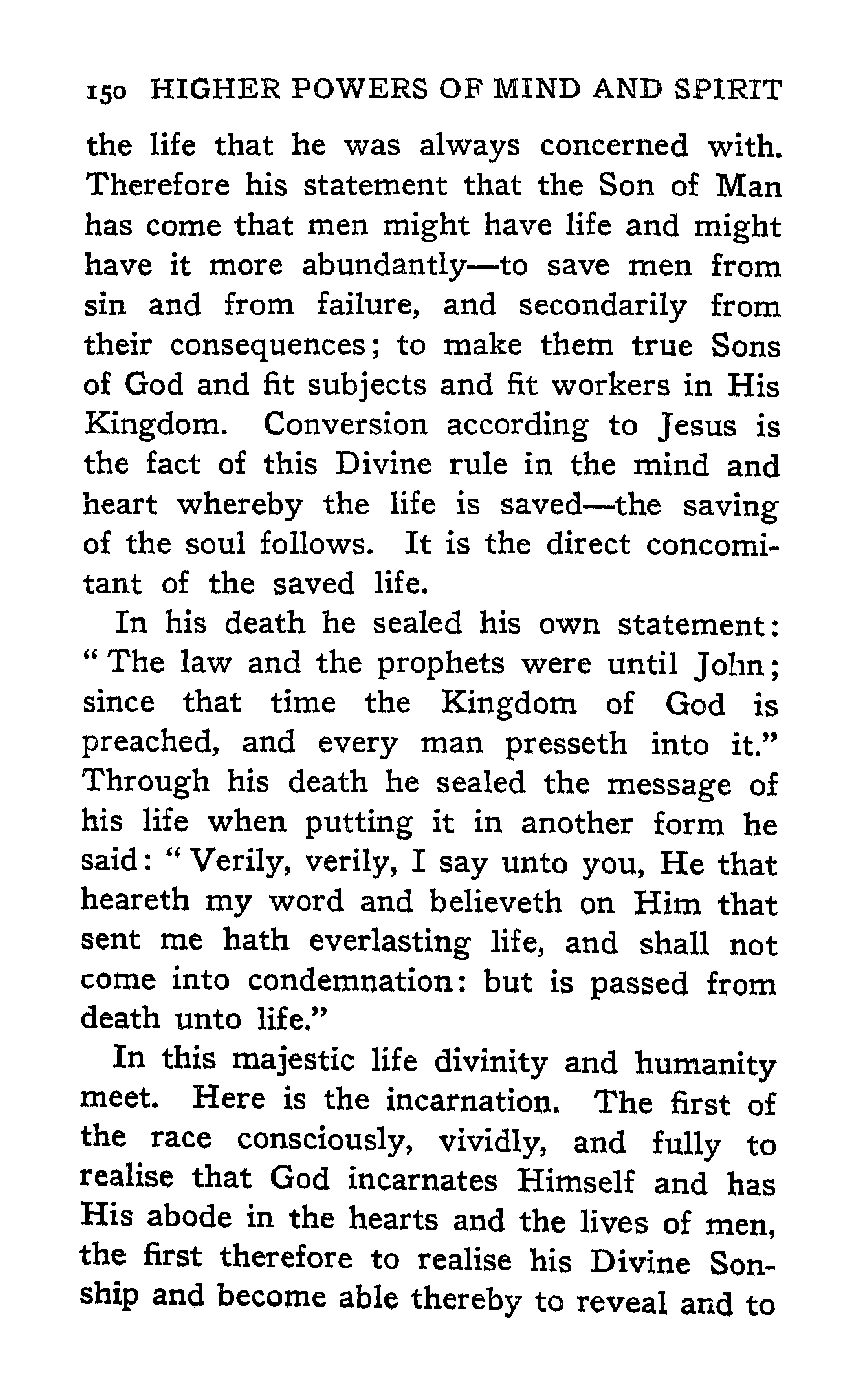 150 HIGHER POWERS OF MIND AND SPIRIT
the life that he was always concerned with.
Therefore his statement that the Son of Man
has come that men might have life and might
have it more abundantly—to save men from
sin and from failure, and secondarily from
their consequences; to make them true Sons
of God and fit subjects and fit workers in His
Kingdom. Conversion according to Jesus is
the fact of this Divine rule in the mind and
heart whereby the life is saved—the saving
of the soul follows. It is the direct concomi-
tant of the saved life.
In his death he sealed his own statement:
“ The law and the prophets were until John;
since that time the Kingdom of God is
preached, and every man presseth into it.”
Through his death he sealed the message of
his life when putting it in another form he
said: “ Verily, verily, I say unto you, He that
heareth my word and believeth on Him that
sent me hath everlasting life, and shall not
come into condemnation: but is passed from
death unto life.”
In this majestic life divinity and humanity
meet. Here is the incarnation. The first of
the race consciously, vividly, and fully to
realise that God incarnates Himself and has
His abode in the hearts and the lives of men,
the first therefore to realise his Divine Son-
ship and become able thereby to reveal and to